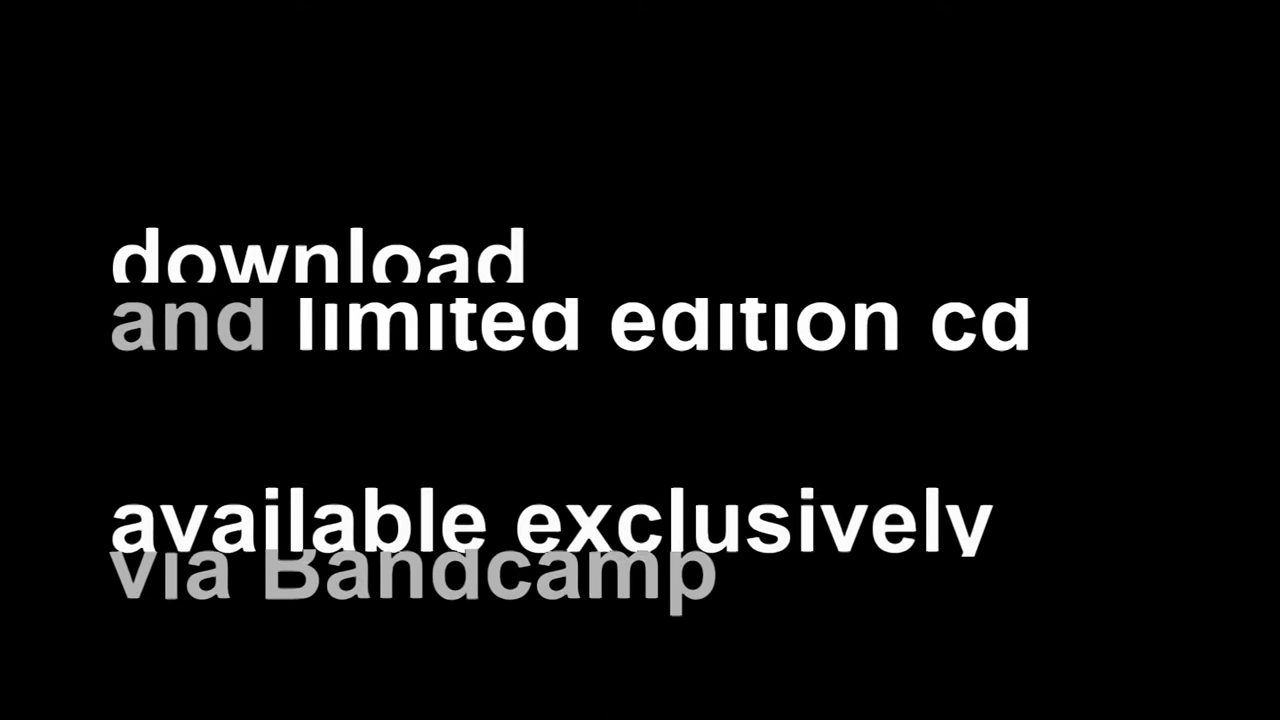 download
and limited edition cd
available exclusively
via Bandcamp